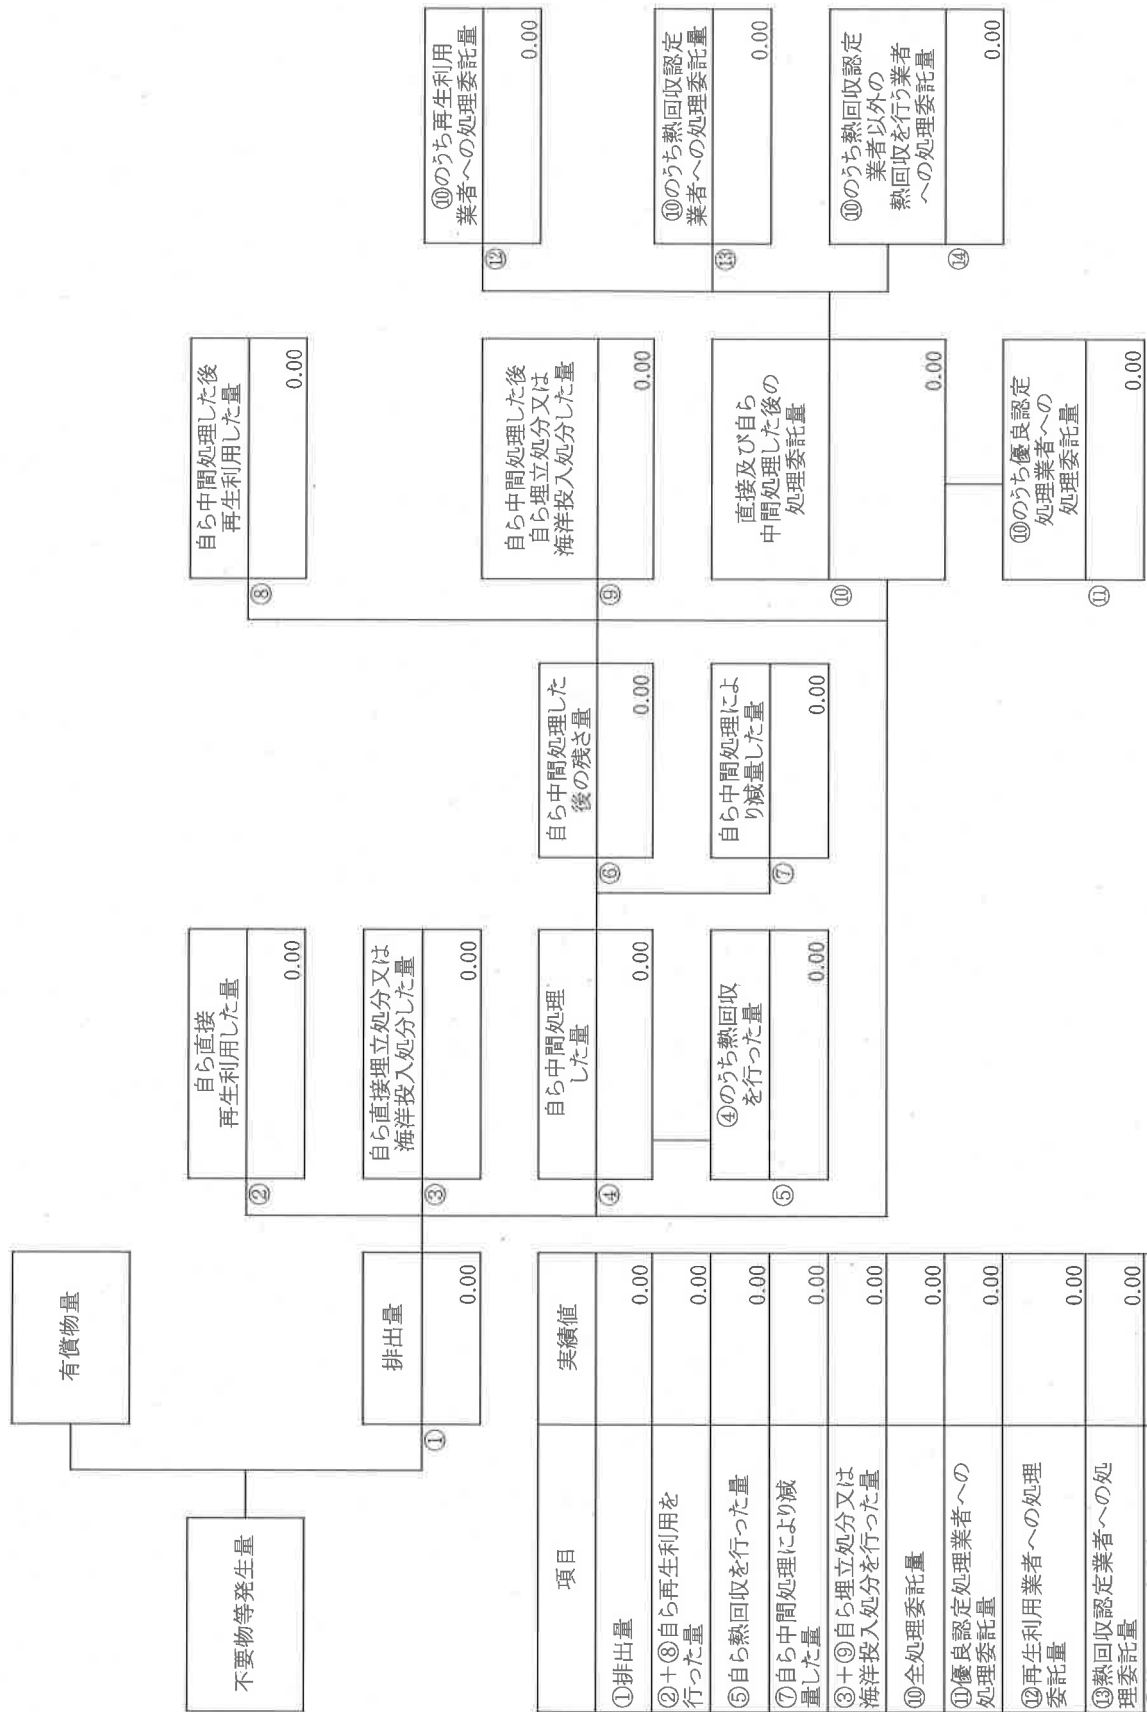 不要物等発生量
有償物量
①
排出量
0.00
②
自ら直接
再生利用した量
0.00
③
自ら直接埋立処分又は
海洋投入処分した量
0.00
④
自ら中間処理
した量
0.00
⑤
④のうち熱回収
を行った量
0.00
⑥
自ら中間処理した
後の残さ量
0.00
⑦
自ら中間処理によ
り減量した量
0.00
⑧
自ら中間処理した後
再生利用した量
0.00
⑨
自ら中間処理した後
自ら埋立処分又は
海洋投入処分した量
0.00
⑩
直接及び自ら
中間処理した後の
処理委託量
0.00
⑪
⑩のうち優良認定
処理業者への
処理委託量
0.00
⑫
⑩のうち再生利用
業者への処理委託量
0.00
⑬
⑩のうち熱回収認定
業者への処理委託量
0.00
⑭
⑩のうち熱回収認定
業者以外の
熱回収を行う業者
への処理委託量
0.00
項目
実績値
①排出量
0.00
②+⑧自ら再生利用を
行った量
0.00
⑤自ら熱回収を行った量
0.00
⑦自ら中間処理により減
量した量
0.00
③+⑨自ら埋立処分又は
海洋投入処分を行った量
0.00
⑩全処理委託量
0.00
⑪優良認定処理業者への
処理委託量
0.00
⑫再生利用業者への処理
委託量
0.00
⑬熱回収認定業者への処
理委託量
0.00